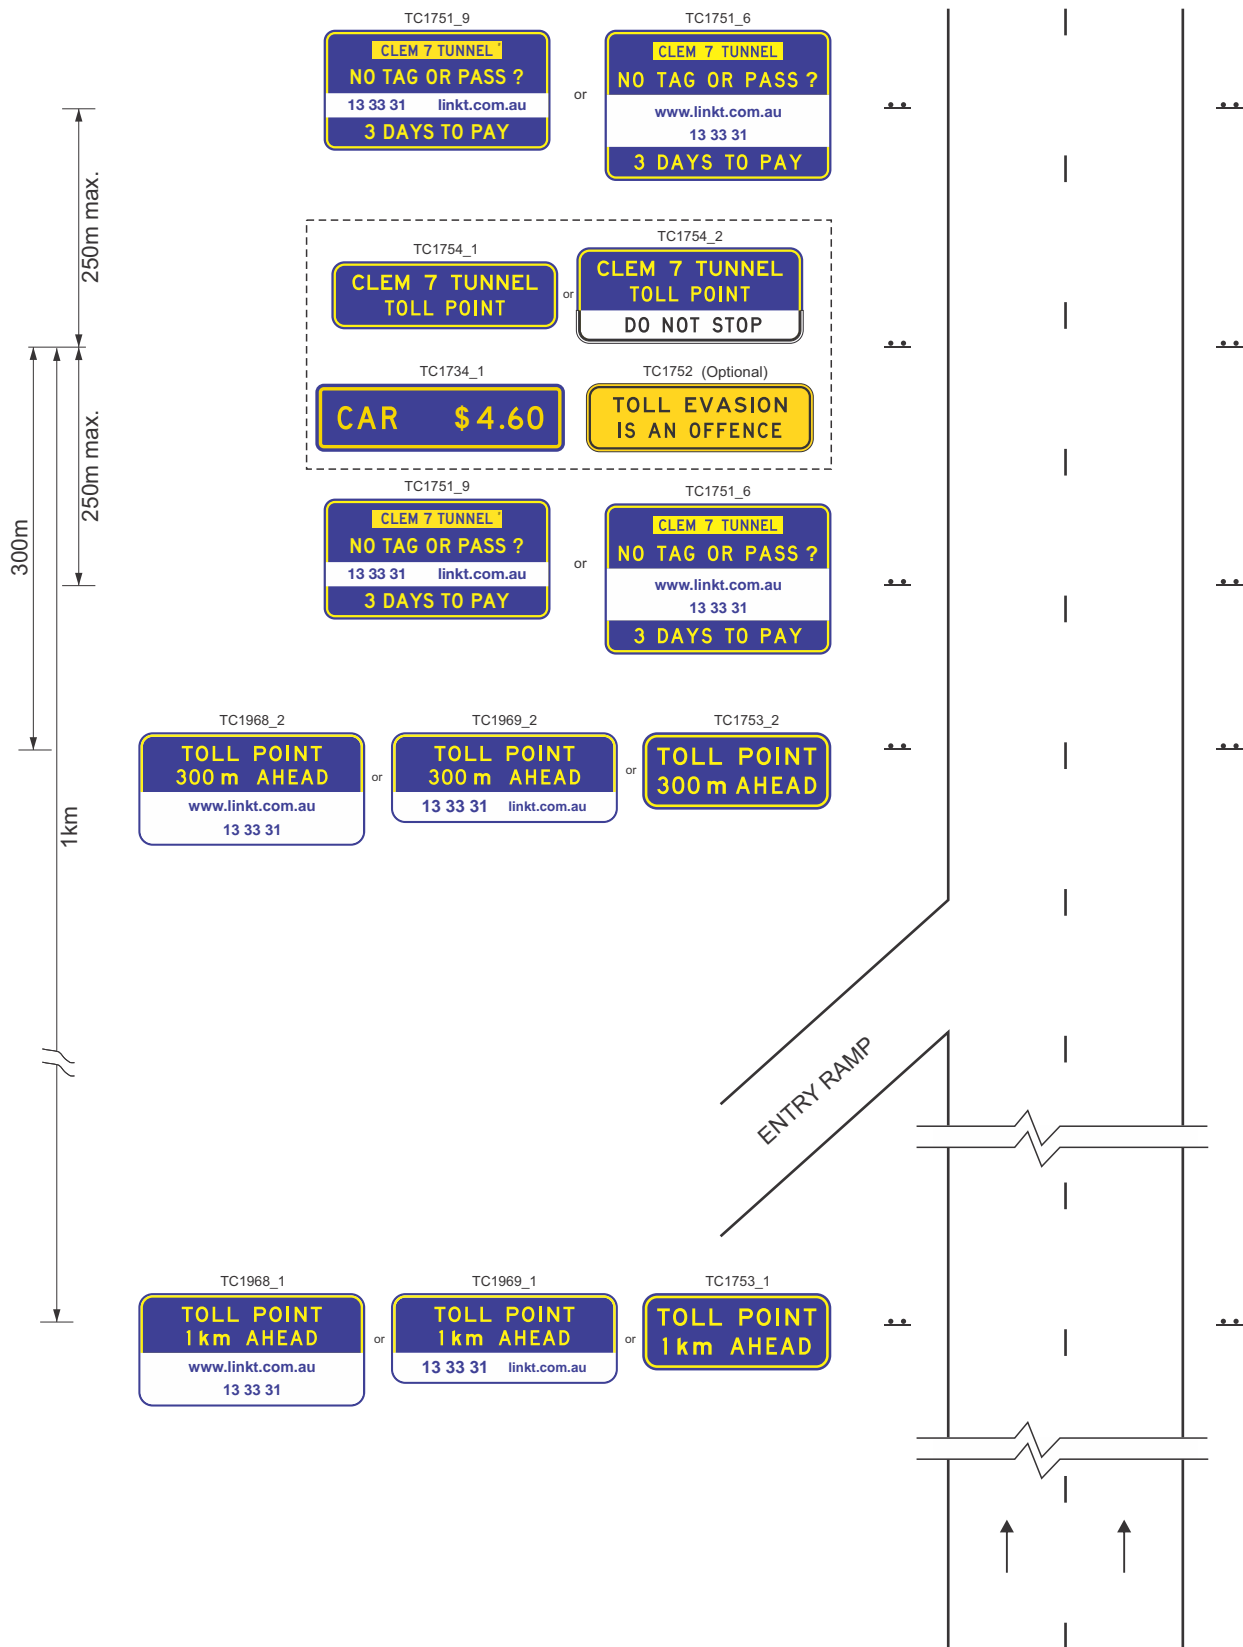 TC1751_9
CLEM 7 TUNNEL
NO TAG OR PASS ?
13 33 31 linkt.com.au
3 DAYS TO PAY
or
TC1751_6
CLEM 7 TUNNEL
NO TAG OR PASS ?
www.linkt.com.au
13 33 31
3 DAYS TO PAY
250m max.
TC1754_1
CLEM 7 TUNNEL
TOLL POINT
or
TC1754_2
CLEM 7 TUNNEL
TOLL POINT
DO NOT STOP
TC1734_1
CAR $4.60
TC1752 (Optional)
TOLL EVASION
IS AN OFFENCE
250m max.
300m
TC1751_9
CLEM 7 TUNNEL
NO TAG OR PASS ?
13 33 31 linkt.com.au
3 DAYS TO PAY
or
TC1751_6
CLEM 7 TUNNEL
NO TAG OR PASS ?
www.linkt.com.au
13 33 31
3 DAYS TO PAY
TC1968_2
TOLL POINT
300 m AHEAD
www.linkt.com.au
13 33 31
or
TC1969_2
TOLL POINT
300 m AHEAD
13 33 31 linkt.com.au
or
TC1753_2
TOLL POINT
300 m AHEAD
1km
ENTRY RAMP
TC1968_1
TOLL POINT
1 km AHEAD
www.linkt.com.au
13 33 31
or
TC1969_1
TOLL POINT
1 km AHEAD
13 33 31 linkt.com.au
or
TC1753_1
TOLL POINT
1 km AHEAD